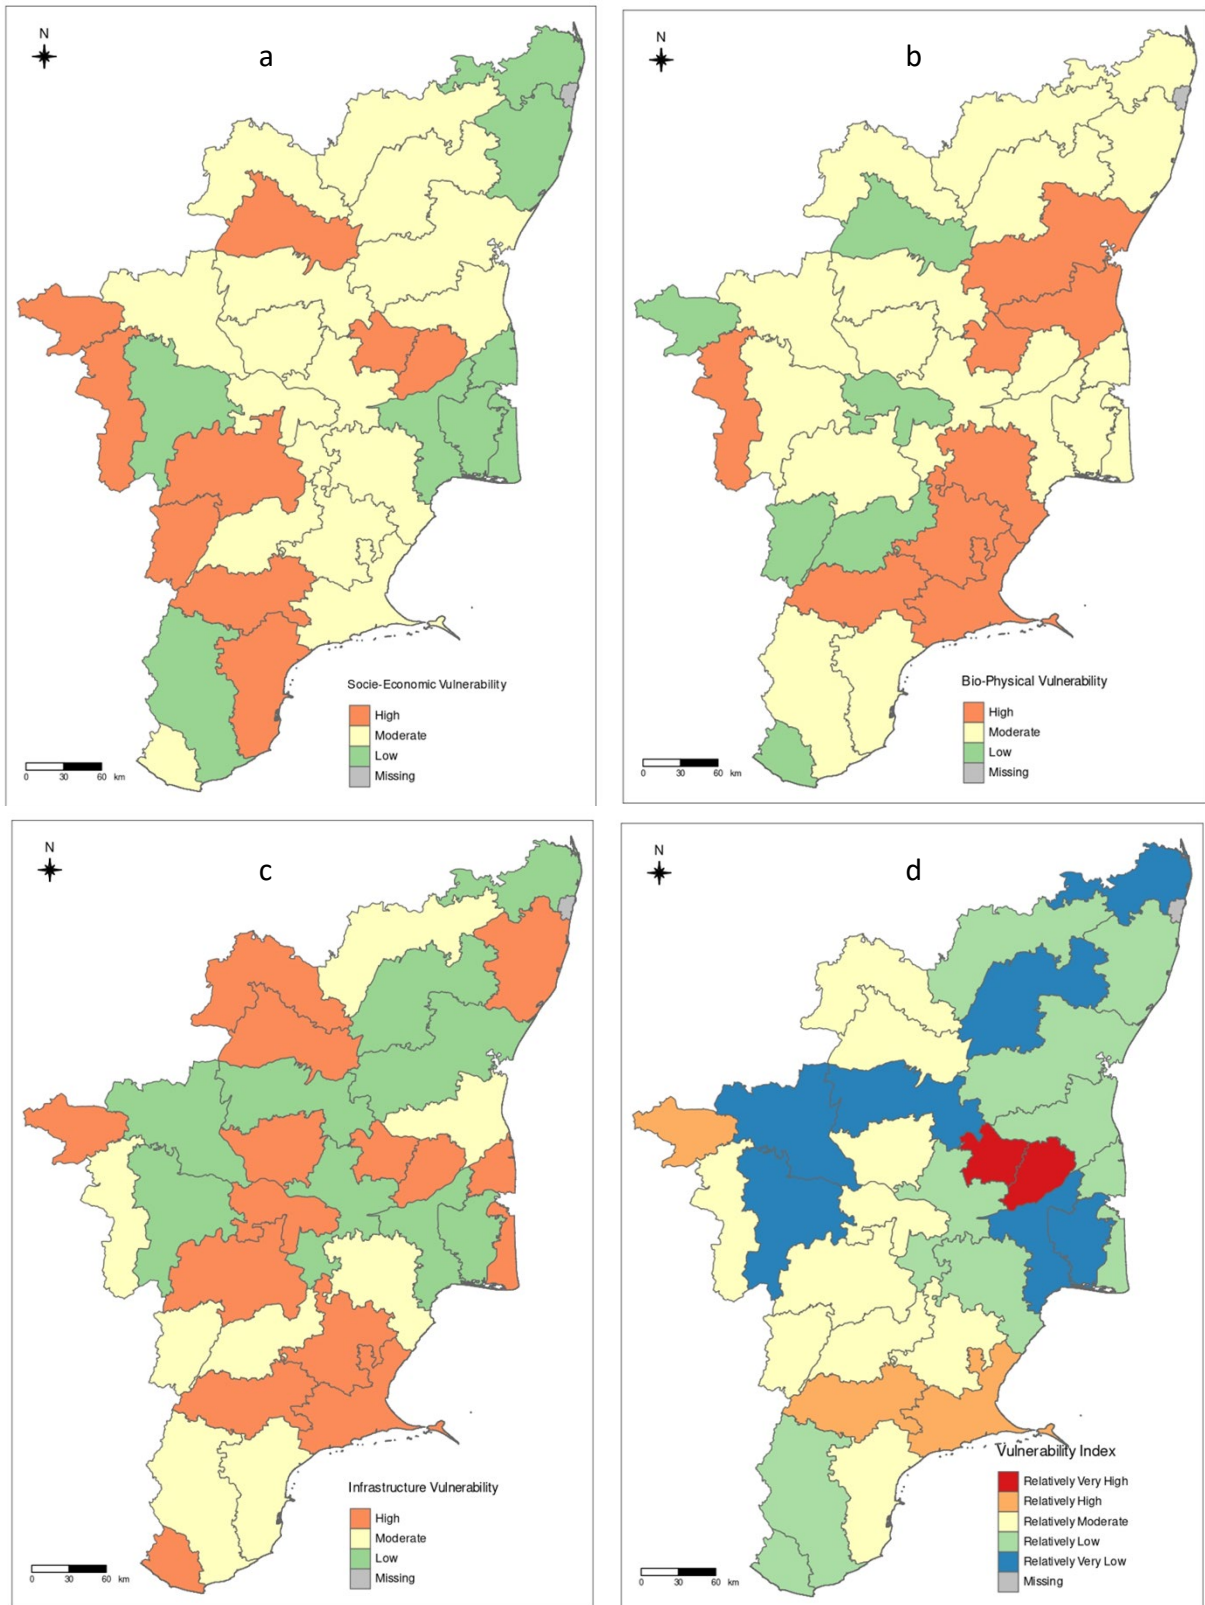 N
a
Socie-Economic Vulnerability
High
Moderate
Low
Missing
0 30 60 km
N
b
Bio-Physical Vulnerability
High
Moderate
Low
Missing
0 30 60 km
N
c
Infrastructure Vulnerability
High
Moderate
Low
Missing
0 30 60 km
N
d
Vulnerability Index
Relatively Very High
Relatively High
Relatively Moderate
Relatively Low
Relatively Very Low
Missing
0 30 60 km